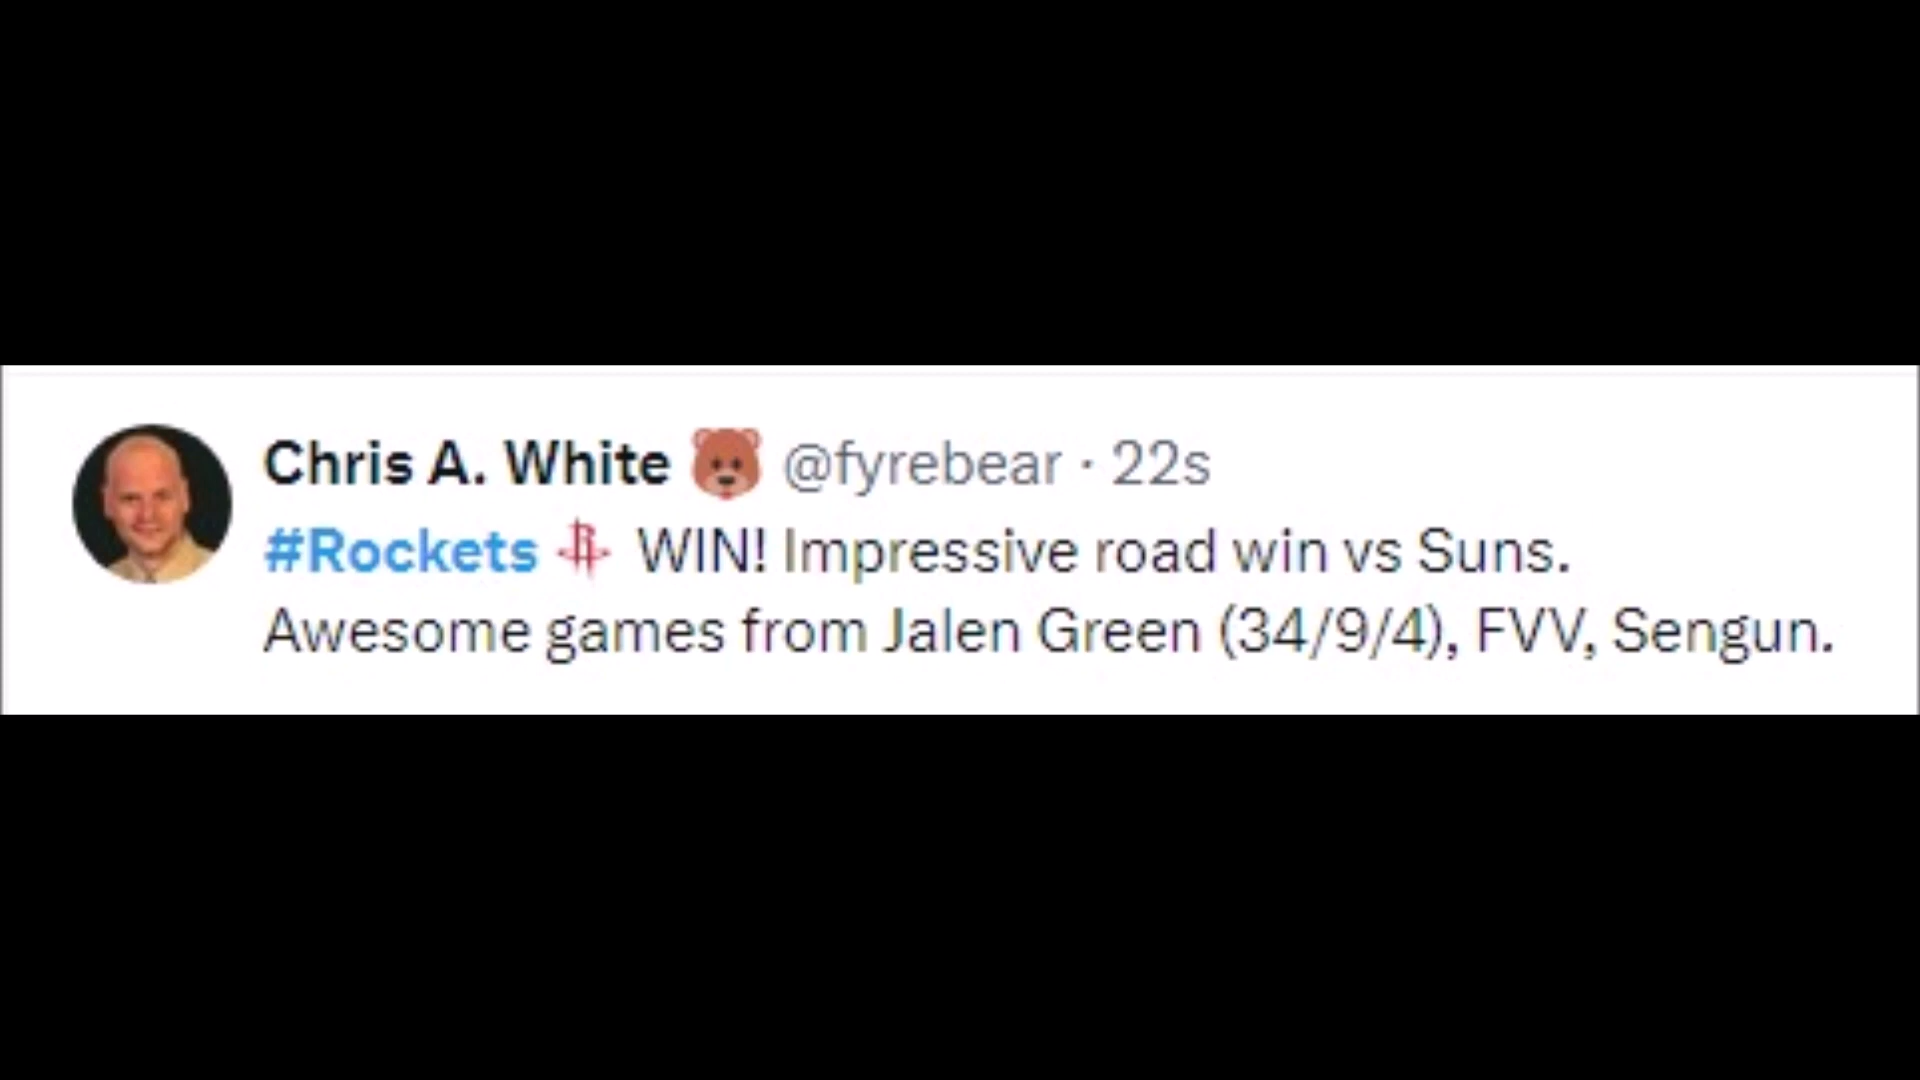 Chris A. White 🐻 @fyrebear · 22s
#Rockets WIN! Impressive road win vs Suns.
Awesome games from Jalen Green (34/9/4), FVV, Sengun.